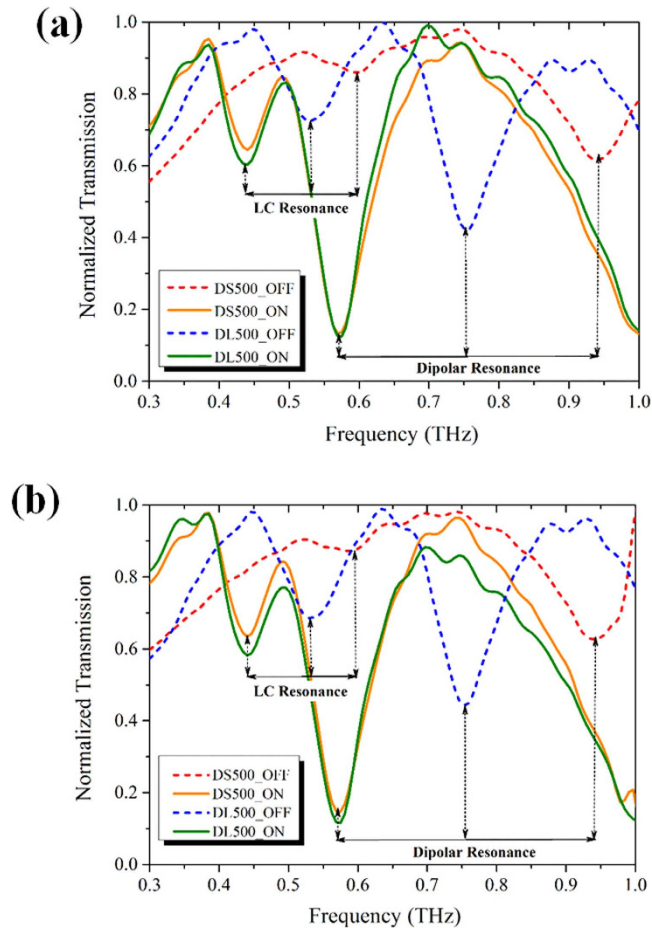 (a)
Normalized Transmission
1.0
0.8
0.6
0.4
0.2
0.0
LC Resonance
DS500_OFF
DS500_ON
DL500_OFF
DL500_ON
Dipolar Resonance
0.3 0.4 0.5 0.6 0.7 0.8 0.9 1.0
Frequency (THz)
(b)
Normalized Transmission
1.0
0.8
0.6
0.4
0.2
0.0
LC Resonance
DS500_OFF
DS500_ON
DL500_OFF
DL500_ON
Dipolar Resonance
0.3 0.4 0.5 0.6 0.7 0.8 0.9 1.0
Frequency (THz)